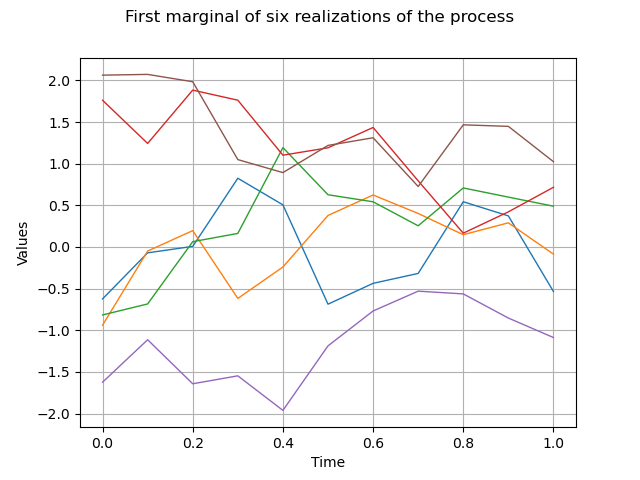 First marginal of six realizations of the process
Values
2.0
1.5
1.0
0.5
0.0
−0.5
−1.0
−1.5
−2.0
0.0 0.2 0.4 0.6 0.8 1.0
Time